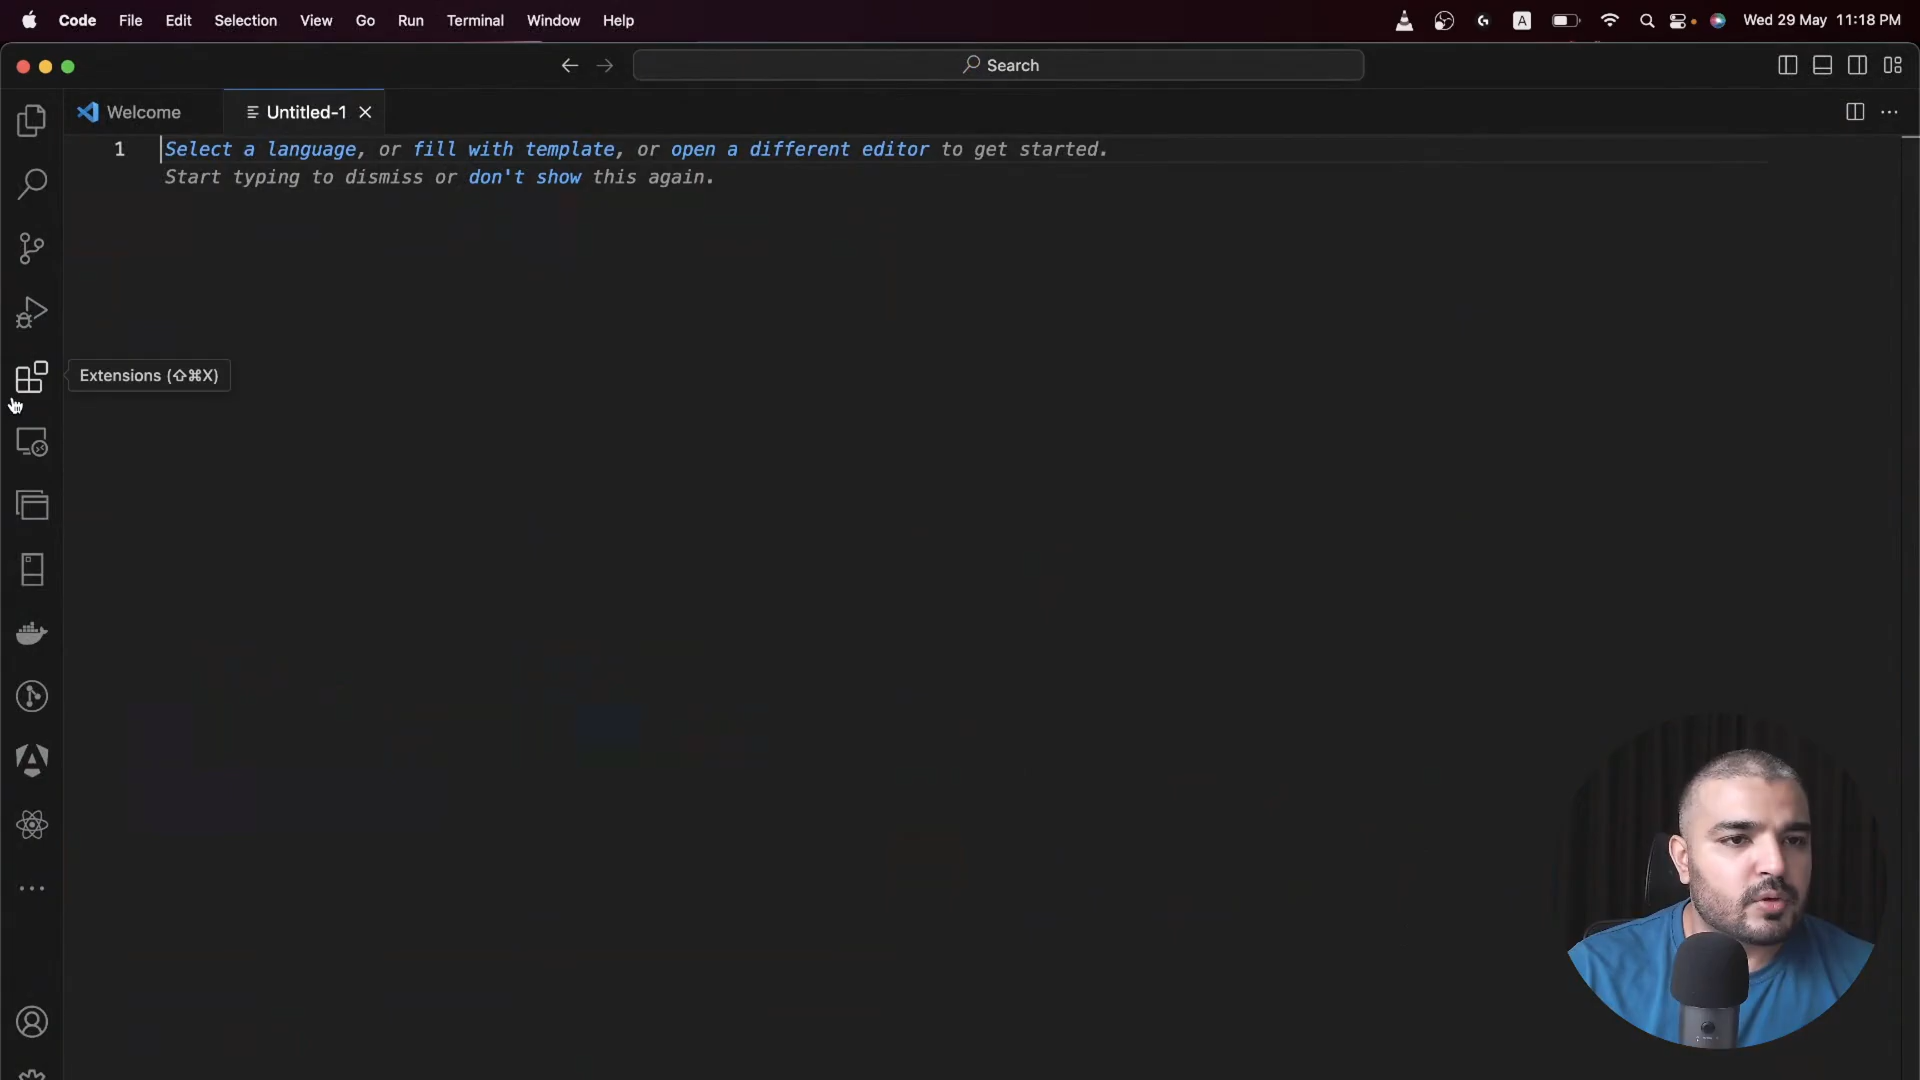 Code File Edit Selection View Go Run Terminal Window Help A Wed 29 May 11:18 PM
Search
Welcome Untitled-1
1 Select a language, or fill with template, or open a different editor to get started.
Start typing to dismiss or don't show this again.
Extensions (⇧⌘X)